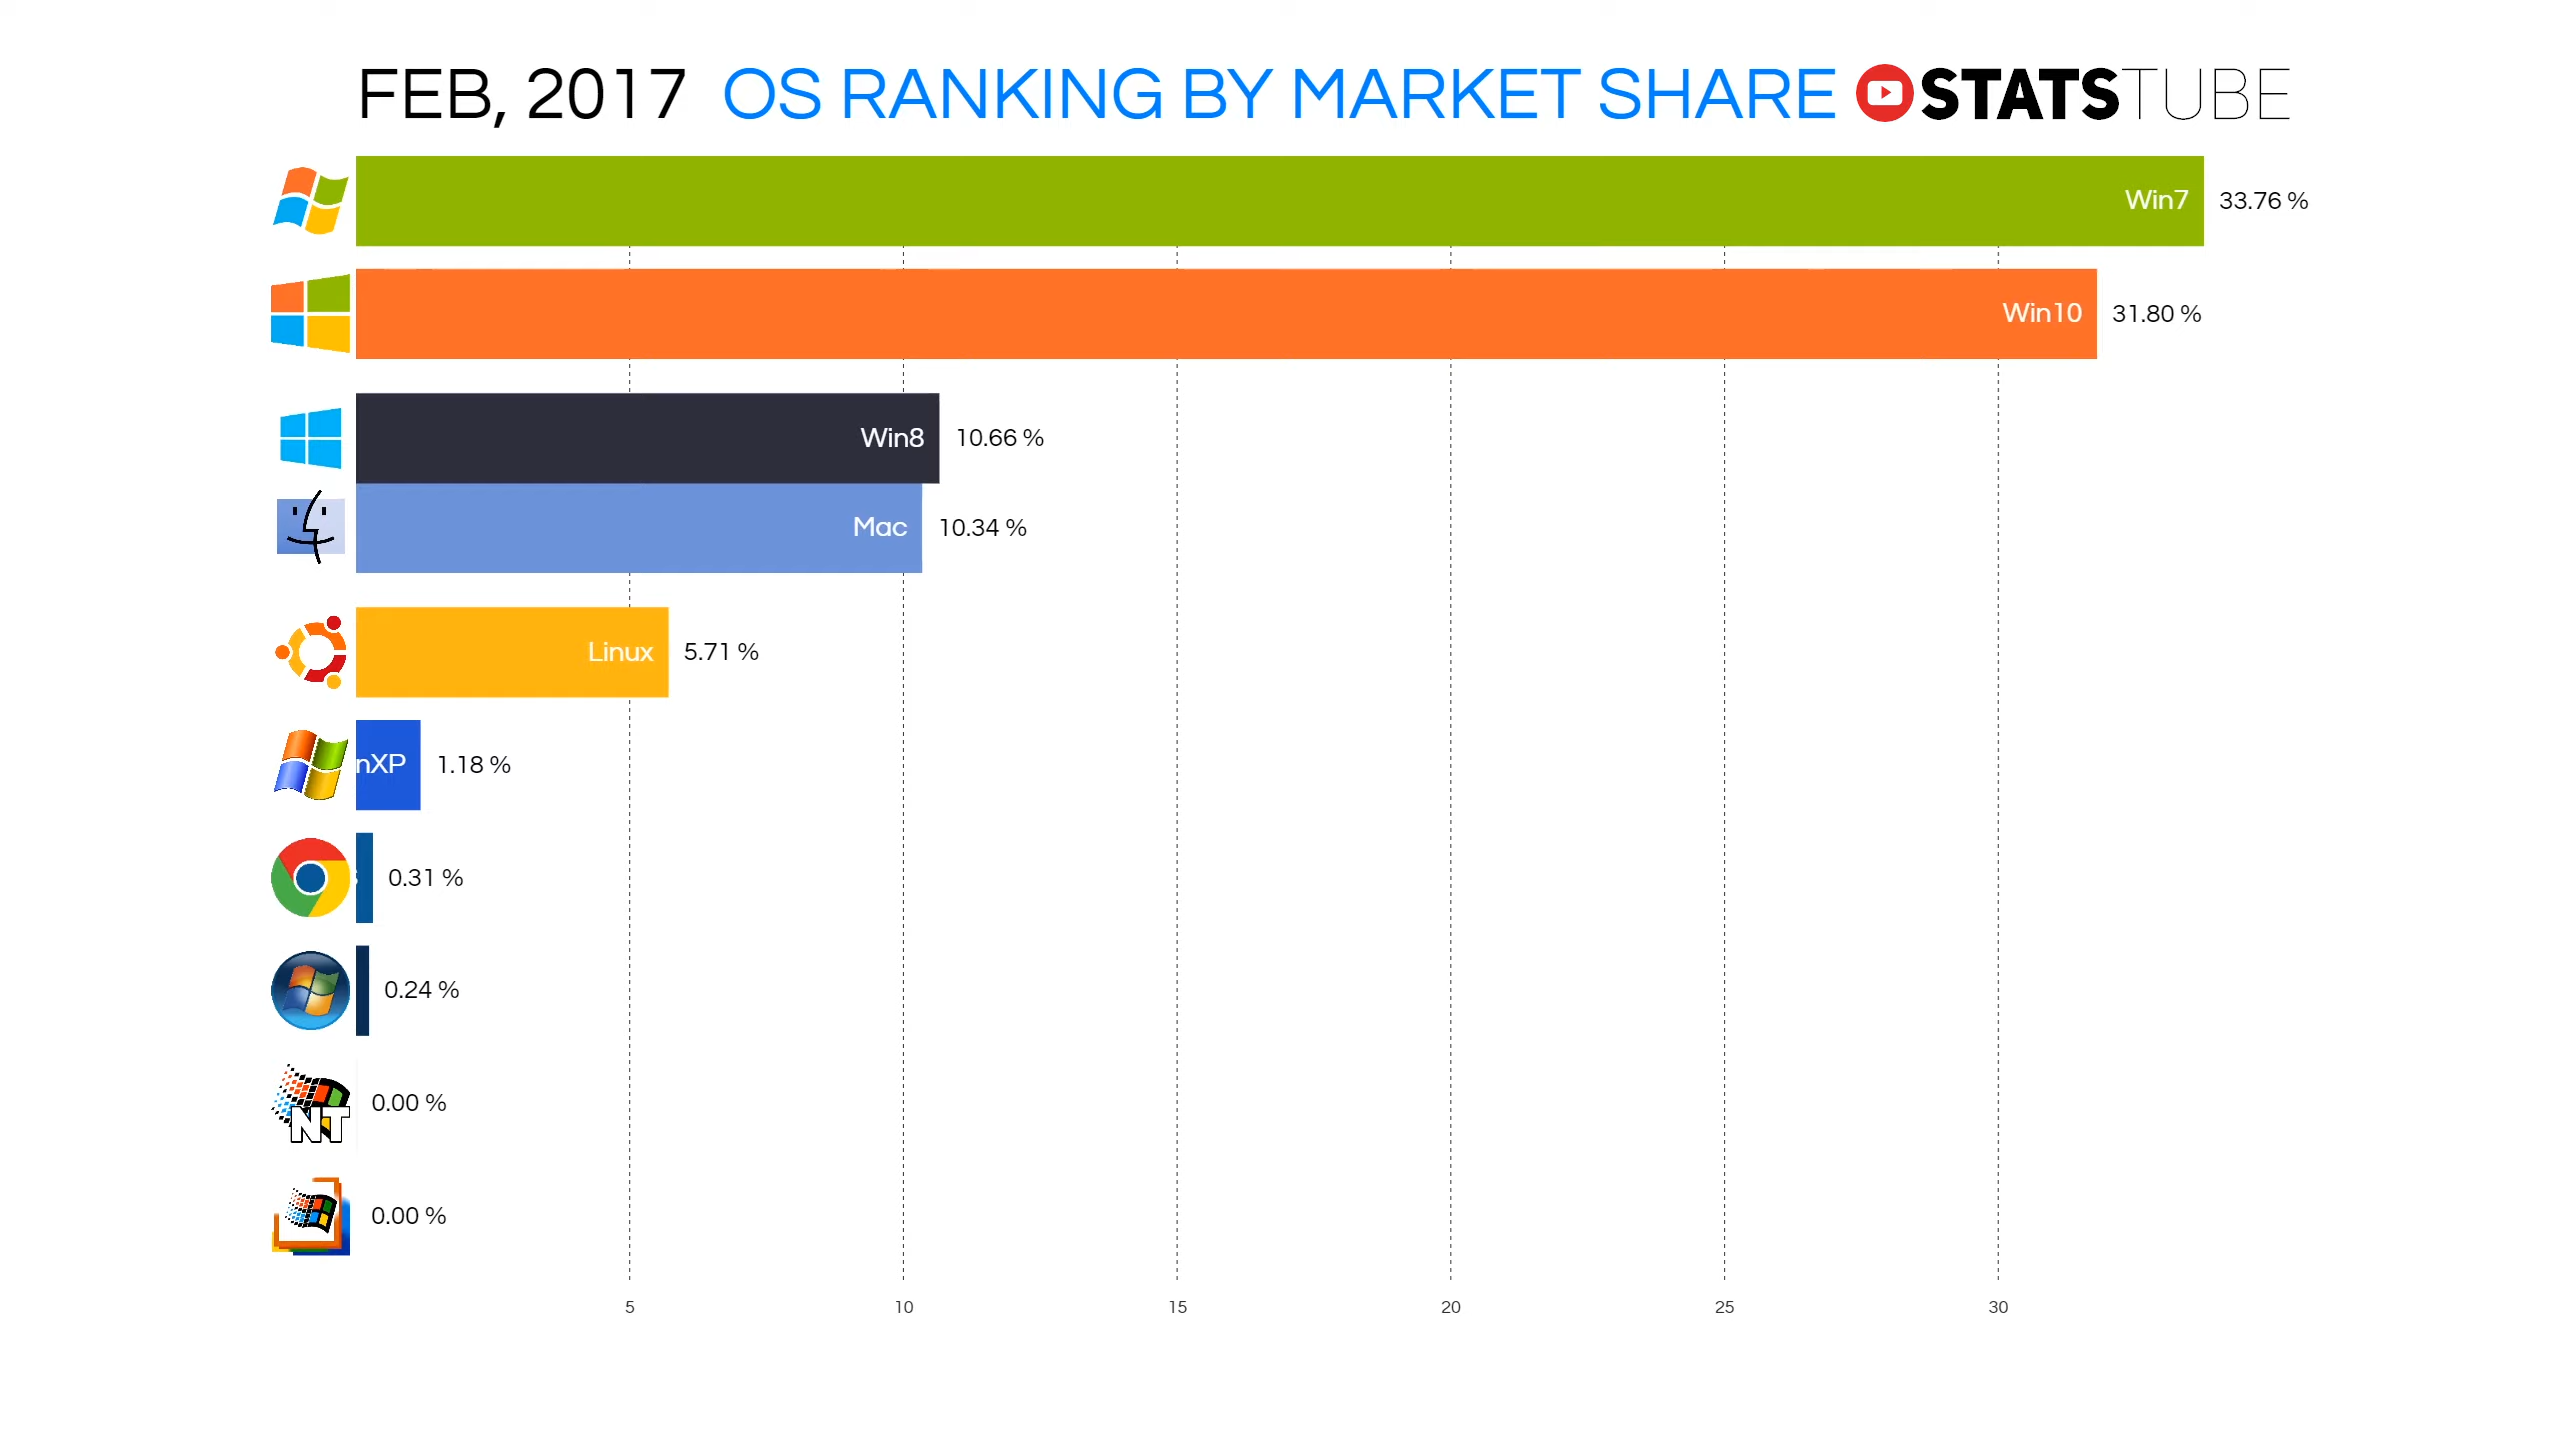 FEB, 2017 OS RANKING BY MARKET SHARE STATSTUBE
Win7 33.76 %
Win10 31.80 %
Win8 10.66 %
Mac 10.34 %
Linux 5.71 %
nXP 1.18 %
0.31 %
0.24 %
NT 0.00 %
0.00 %
5 10 15 20 25 30